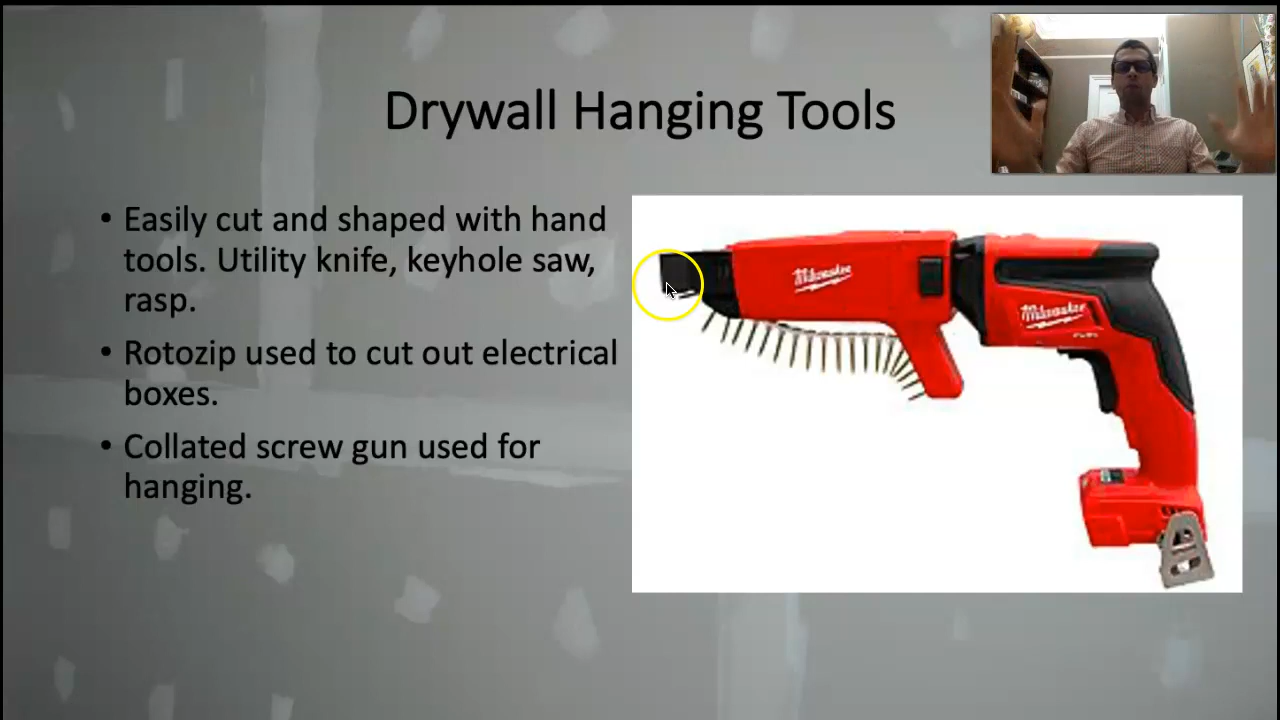 Drywall Hanging Tools
• Easily cut and shaped with hand
tools. Utility knife, keyhole saw,
rasp.
• Rotozip used to cut out electrical
boxes.
• Collated screw gun used for
hanging.
Milwaukee
Milwaukee